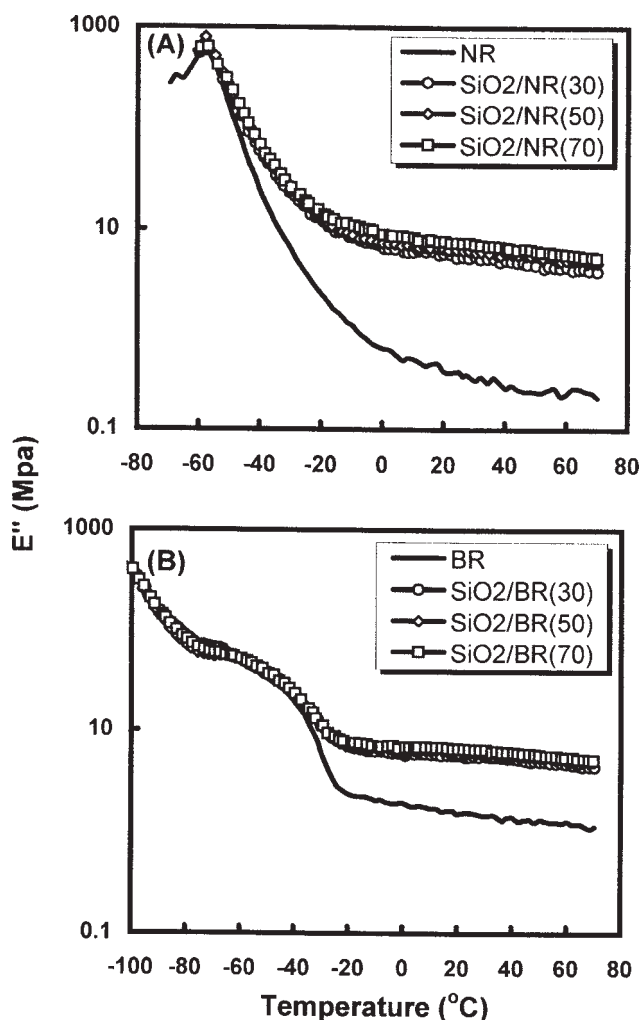 1000
(A)
NR
SiO2/NR(30)
SiO2/NR(50)
SiO2/NR(70)
10
0.1
-80 -60 -40 -20 0 20 40 60 80
E" (Mpa)
1000
(B)
BR
SiO2/BR(30)
SiO2/BR(50)
SiO2/BR(70)
10
0.1
-100 -80 -60 -40 -20 0 20 40 60 80
Temperature (°C)